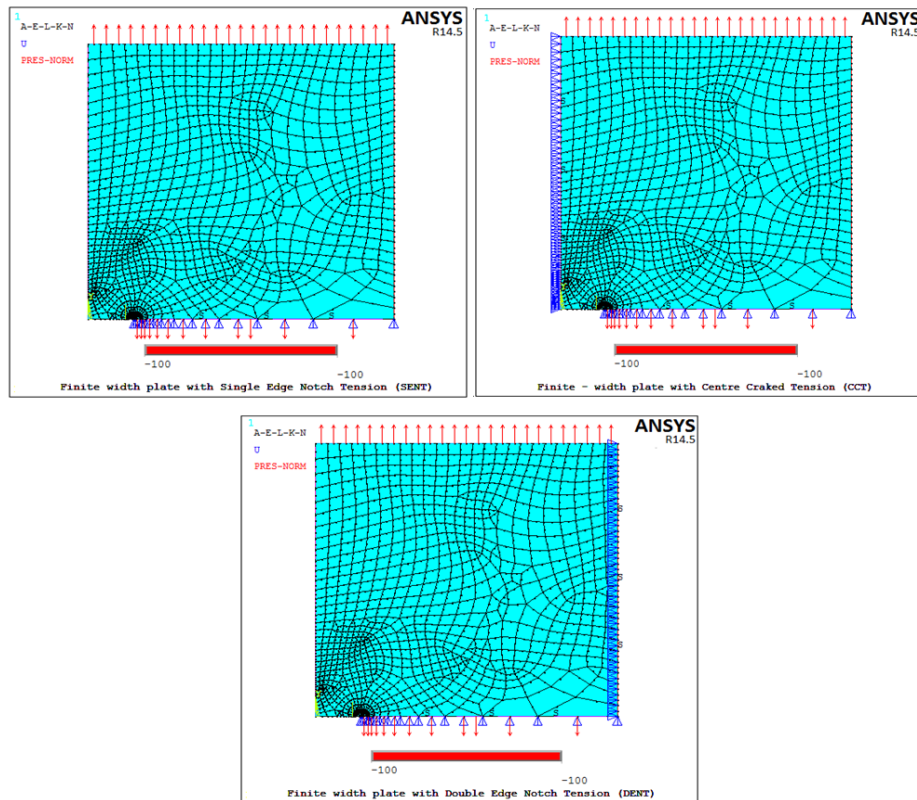 1
A-E-L-K-N
U
PRES-NORM
ANSYS
R14.5
S
S
S
-100
-100
Finite width plate with Single Edge Notch Tension (SENT)
1
A-E-L-K-N
U
PRES-NORM
ANSYS
R14.5
S
S
S
-100
-100
Finite - width plate with Centre Craked Tension (CCT)
1
A-E-L-K-N
U
PRES-NORM
ANSYS
R14.5
S
S
S
S
S
S
-100
-100
Finite width plate with Double Edge Notch Tension (DENT)